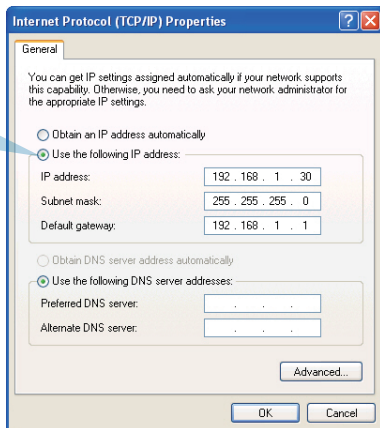 Internet Protocol (TCP/IP) Properties
General
You can get IP settings assigned automatically if your network supports
this capability. Otherwise, you need to ask your network administrator for
the appropriate IP settings.
Obtain an IP address automatically
Use the following IP address:
IP address: 192 . 168 . 1 . 30
Subnet mask: 255 . 255 . 255 . 0
Default gateway: 192 . 168 . 1 . 1
Obtain DNS server address automatically
Use the following DNS server addresses:
Preferred DNS server: . . .
Alternate DNS server: . . .
Advanced...
OK Cancel